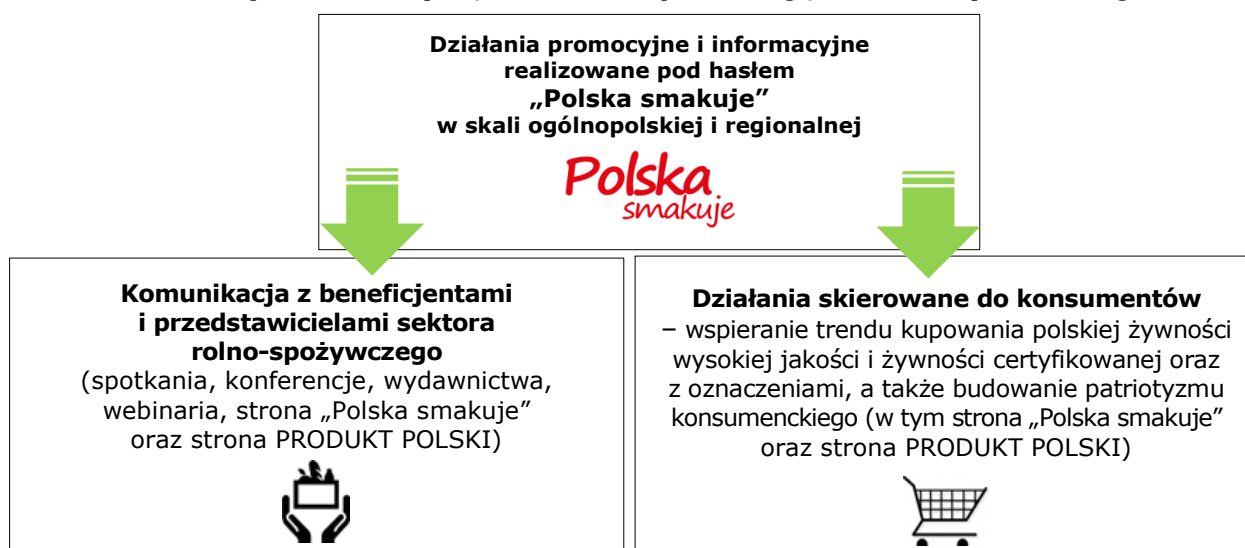 Działania promocyjne i informacyjne
realizowane pod hasłem
„Polska smakuje”
w skali ogólnopolskiej i regionalnej
Polska
smakuje
Komunikacja z beneficjentami
i przedstawicielami sektora
rolno-spożywczego
(spotkania, konferencje, wydawnictwa,
webinaria, strona „Polska smakuje”
oraz strona PRODUKT POLSKI)
Działania skierowane do konsumentów
– wspieranie trendu kupowania polskiej żywności
wysokiej jakości i żywności certyfikowanej oraz
z oznaczeniami, a także budowanie patriotyzmu
konsumenckiego (w tym strona „Polska smakuje”
oraz strona PRODUKT POLSKI)